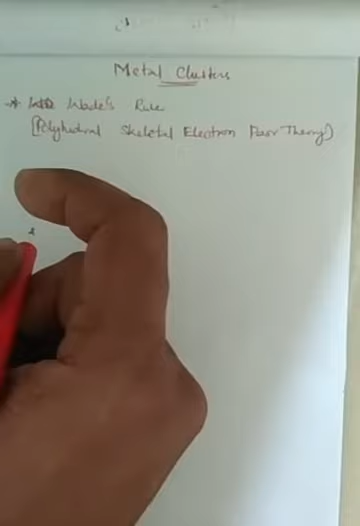 Metal Clusters
* Wade's Rule
[Polyhedral Skeletal Electron Pair Theory)